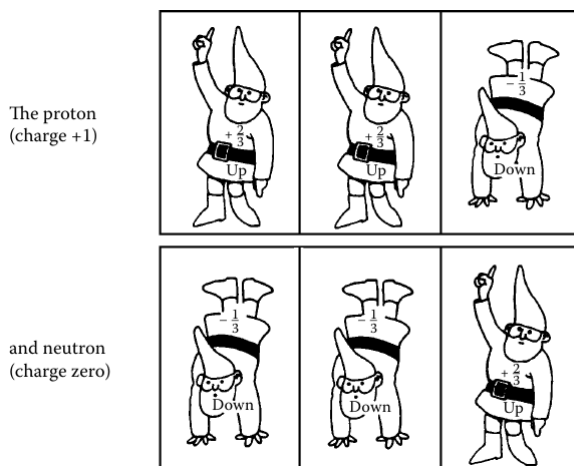 The proton
(charge +1)
+ 2/3
Up
+ 2/3
Up
- 1/3
Down
and neutron
(charge zero)
- 1/3
Down
- 1/3
Down
+ 2/3
Up